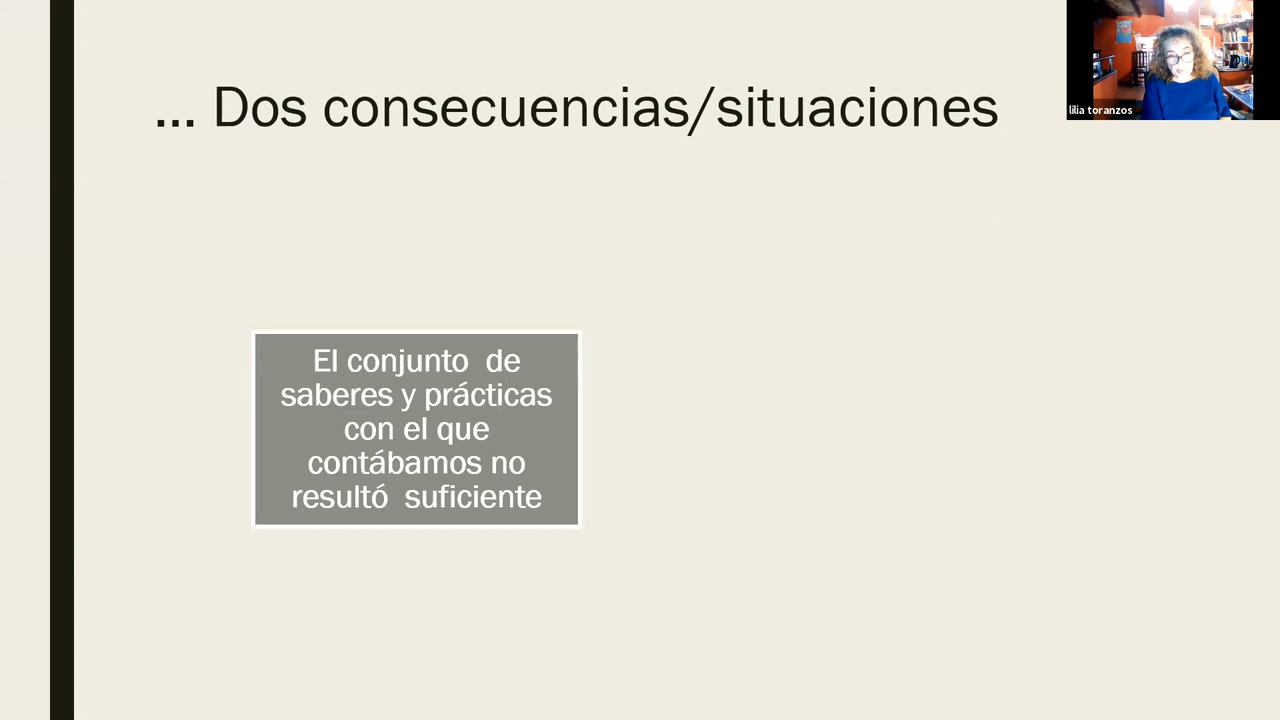 ... Dos consecuencias/situaciones
lilia toranzos
El conjunto de
saberes y prácticas
con el que
contábamos no
resultó suficiente